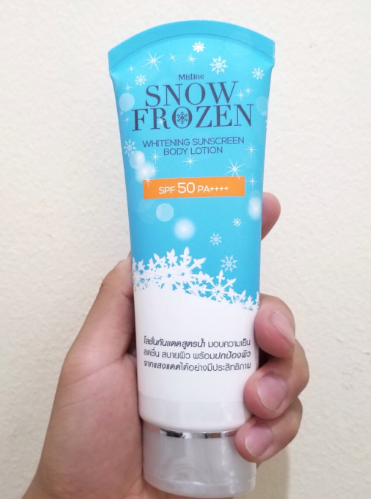 Mistine
SNOW
FROZEN
WHITENING SUNSCREEN
BODY LOTION
SPF 50 PA++++
โลชั่นกันแดดสูตรน้ำ มอบความเย็น
สดชื่น สบายผิว พร้อมปกป้องผิว
จากแสงแดดได้อย่างมีประสิทธิภาพ